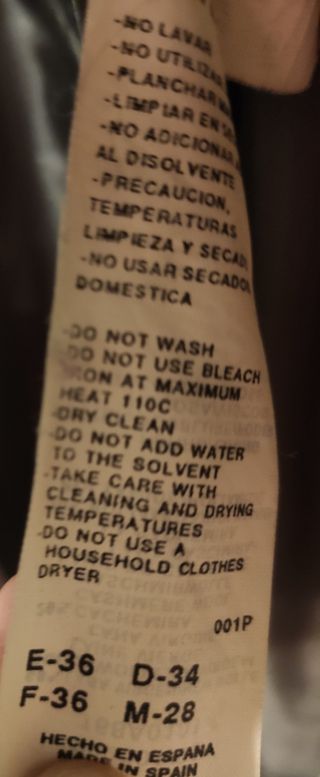 -NO LAVAR
-NO UTILIZAR
-PLANCHAR
-LIMPIAR EN
-NO ADICIONAR
AL DISOLVENTE
-PRECAUCION,
TEMPERATURAS
LIMPIEZA Y
-NO USAR
DOMESTICA
-DO NOT WASH
-DO NOT USE BLEACH
-IRON AT MAXIMUM
HEAT 110C
-DRY CLEAN
-DO NOT ADD WATER
TO THE SOLVENT
-TAKE CARE WITH
CLEANING AND DRYING
TEMPERATURES
-DO NOT USE A
HOUSEHOLD CLOTHES
DRYER
001P
E-36 D-34
F-36 M-28
HECHO EN ESPANA
MADE IN SPAIN